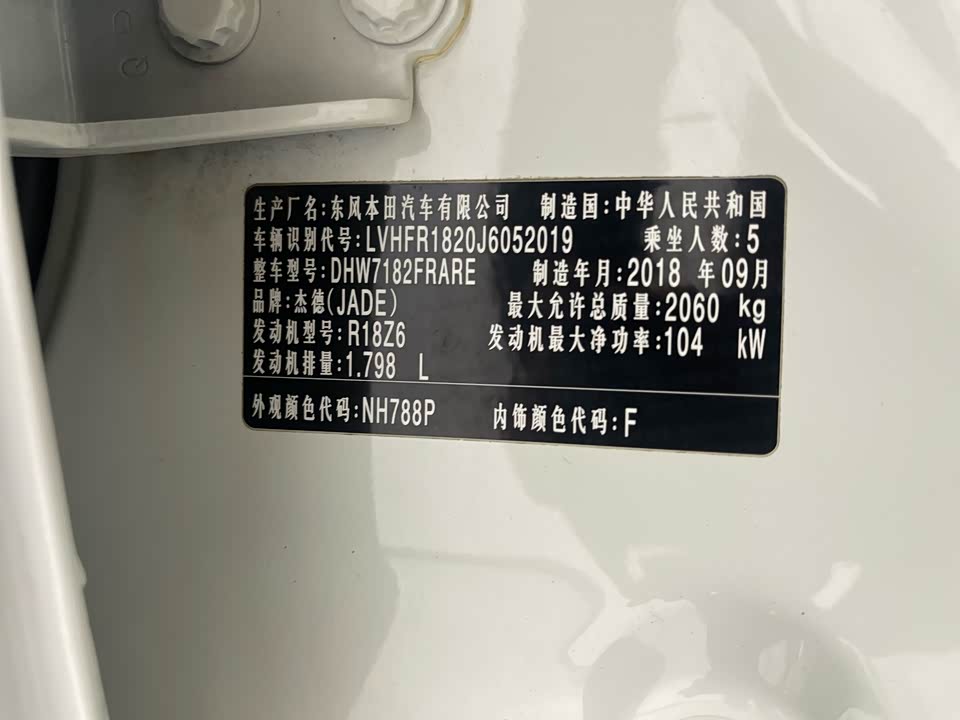 生产厂名:东风本田汽车有限公司 制造国:中华人民共和国
车辆识别代号:LVHFR1820J6052019 乘坐人数:5
整车型号:DHW7182FRARE 制造年月:2018 年09月
品牌:杰德(JADE) 最大允许总质量:2060 kg
发动机型号:R18Z6 发动机最大净功率:104 kW
发动机排量:1.798 L
外观颜色代码:NH788P 内饰颜色代码:F